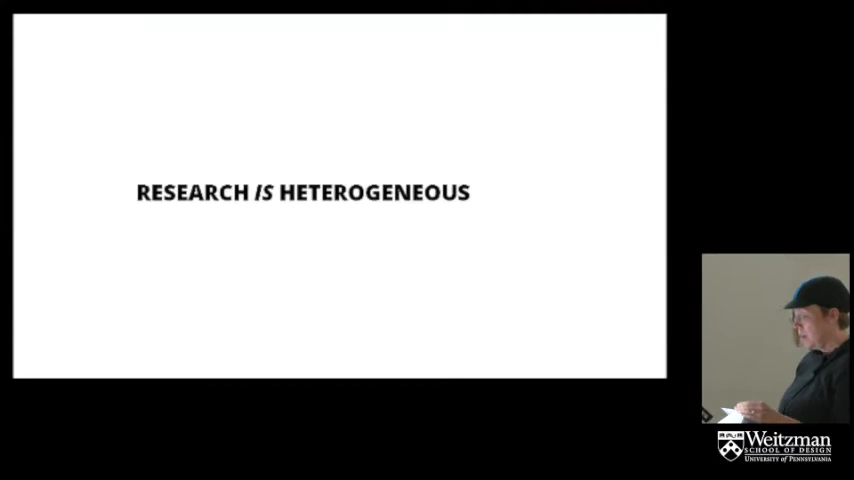 RESEARCH IS HETEROGENEOUS
Weitzman
SCHOOL OF DESIGN
UNIVERSITY of PENNSYLVANIA